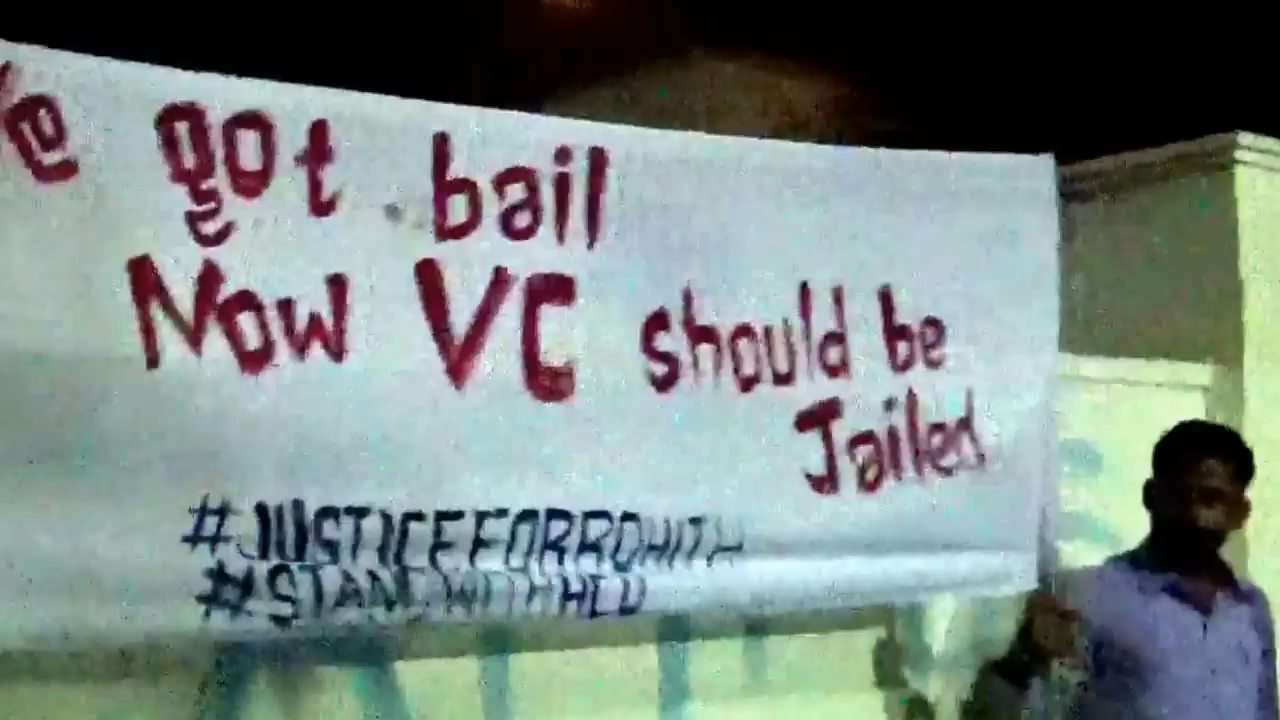 e got bail
Now VC should be
Jailed
#JUSTICEFORROHITH
#STANDWITHHCU